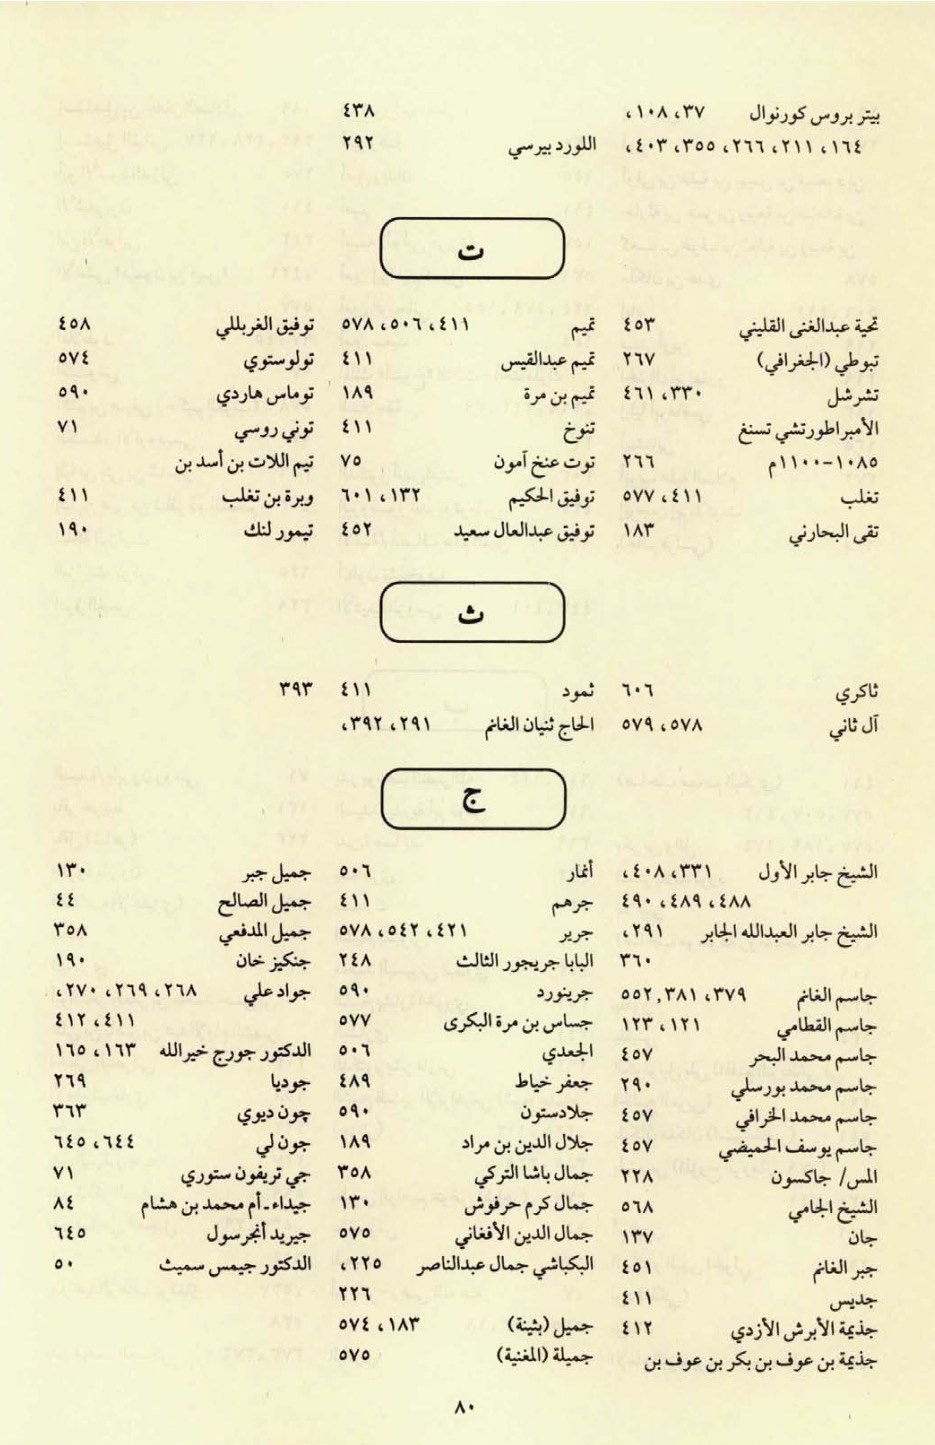 بيتر بروس كورنوال ٣٧، ١٠٨،
١٦٤، ٢١١، ٢٦٦، ٣٥٥، ٤٠٣،
٤٣٨
اللورد بيرسي ٢٩٢
ت
تحية عبدالغنى القليني ٤٥٣
تبوطي (الجغرافي) ٢٦٧
تشرشل ٣٣٠، ٤٦١
الأمبراطورتشي تسنغ
١٠٨٥-١١٠٠م ٢٦٦
تغلب ٤١١، ٥٧٧
تقى البحارني ١٨٣
تميم ٤١١، ٥٠٦، ٥٧٨
تميم عبدالقيس ٤١١
تميم بن مرة ١٨٩
تنوخ ٤١١
توت عنخ آمون ٧٥
توفيق الحكيم ١٣٢، ٦٠١
توفيق عبدالعال سعيد ٤٥٢
توفيق الغربللي ٤٥٨
تولوستوي ٥٧٤
توماس هاردي ٥٩٠
توني روسي ٧١
تيم اللات بن أسد بن
وبرة بن تغلب ٤١١
تيمور لنك ١٩٠
ث
ثاكري ٦٠٦
آل ثاني ٥٧٨، ٥٧٩
ثمود ٤١١
الحاج ثنيان الغانم ٢٩١، ٣٩٢،
٣٩٣
ج
الشيخ جابر الأول ٣٣١، ٤٠٨،
٤٨٨، ٤٨٩، ٤٩٠
الشيخ جابر العبدالله الجابر ٢٩١،
٣٦٠
جاسم الغانم ٣٧٩، ٣٨١, ٥٥٢
جاسم القطامي ١٢١، ١٢٣
جاسم محمد البحر ٤٥٧
جاسم محمد بورسلي ٢٩٠
جاسم محمد الخرافي ٤٥٧
جاسم يوسف الحميضي ٤٥٧
المس/ جاكسون ٢٢٨
الشيخ الجامي ٥٦٨
جان ١٣٧
جبر الغانم ٤٥١
جديس ٤١١
جذيمة الأبرش الأزدي ٤١٢
جذيمة بن عوف بن بكر بن عوف بن
أنمار ٥٠٦
جرهم ٤١١
جرير ٤٢١، ٥٤٢، ٥٧٨
البابا جريجور الثالث ٢٤٨
جرينورد ٥٩٠
جساس بن مرة البكرى ٥٧٧
الجعدي ٥٠٦
جعفر خياط ٤٨٩
جلادستون ٥٩٠
جلال الدين بن مراد ١٨٩
جمال باشا التركي ٣٥٨
جمال كرم حرفوش ١٣٠
جمال الدين الأفغاني ٥٧٥
البكباشي جمال عبدالناصر ٢٢٥،
٢٢٦
جميل (بثينة) ١٨٣، ٥٧٤
جميلة (المغنية) ٥٧٥
جميل جبر ١٣٠
جميل الصالح ٤٤
جميل المدفعي ٣٥٨
جنكيز خان ١٩٠
جواد علي ٢٦٨، ٢٦٩، ٢٧٠،
٤١١، ٤١٢
الدكتور جورج خيرالله ١٦٣، ١٦٥
جوديا ٢٦٩
چون ديوي ٣٦٣
جون لي ٦٤٤، ٦٤٥
جي تريفون ستوري ٧١
جيداء-أم محمد بن هشام ٨٤
جيريد أنجرسول ٦٤٥
الدكتور جيمس سميث ٥٠
٨٠